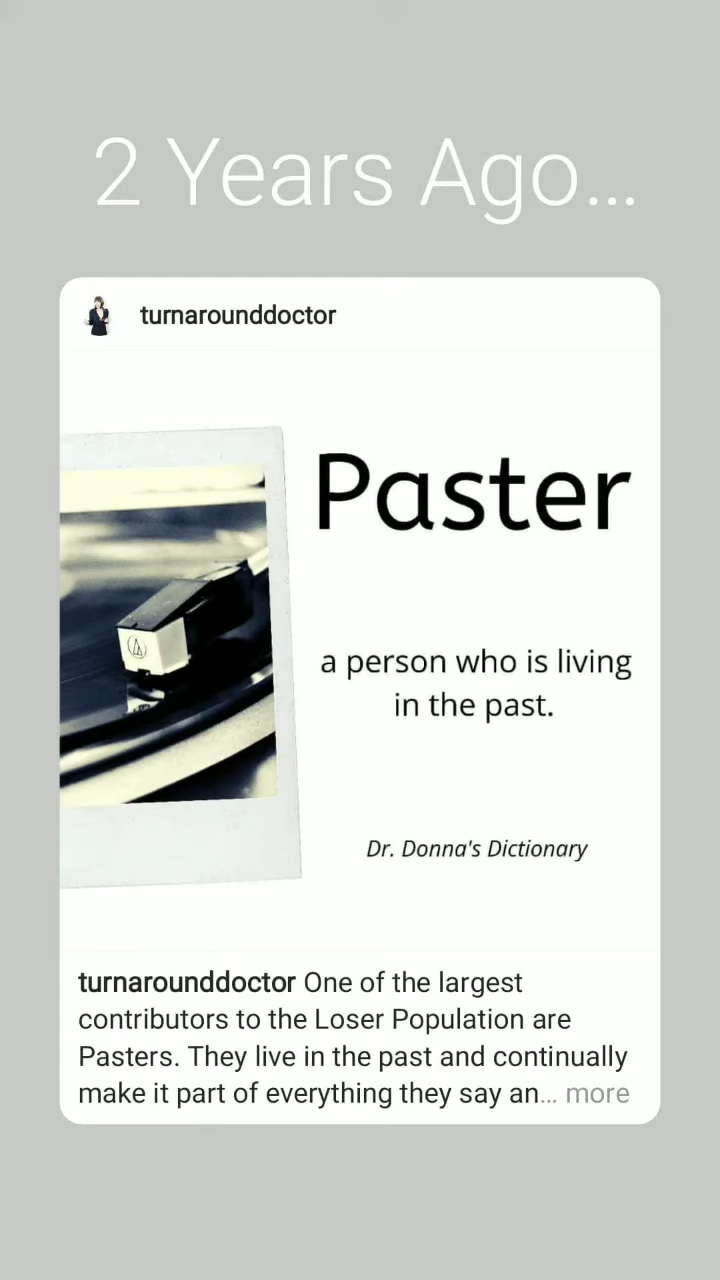 2 Years Ago...
turnarounddoctor
Paster
a person who is living
in the past.
Dr. Donna's Dictionary
turnarounddoctor One of the largest
contributors to the Loser Population are
Pasters. They live in the past and continually
make it part of everything they say an... more